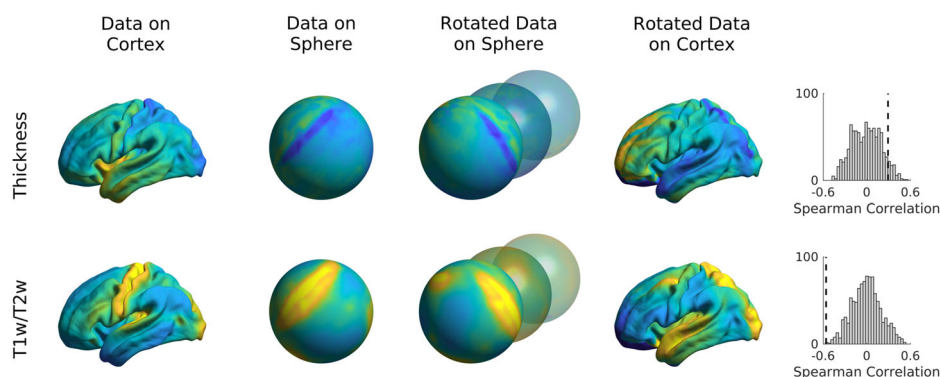 Data on
Cortex
Data on
Sphere
Rotated Data
on Sphere
Rotated Data
on Cortex
Thickness
100
0
-0.6 0 0.6
Spearman Correlation
T1w/T2w
100
0
-0.6 0 0.6
Spearman Correlation